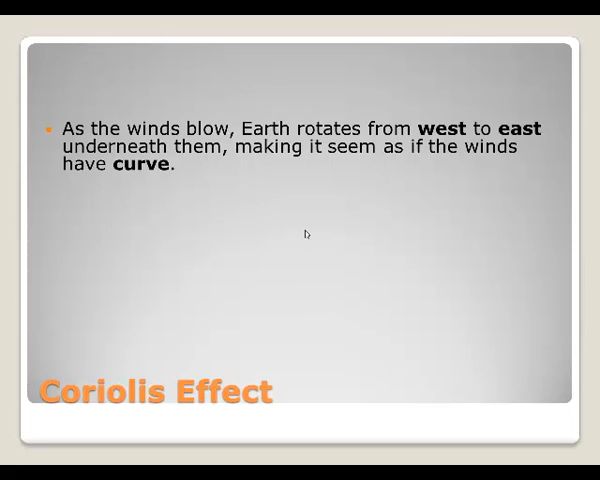 As the winds blow, Earth rotates from west to east
underneath them, making it seem as if the winds
have curve.
Coriolis Effect